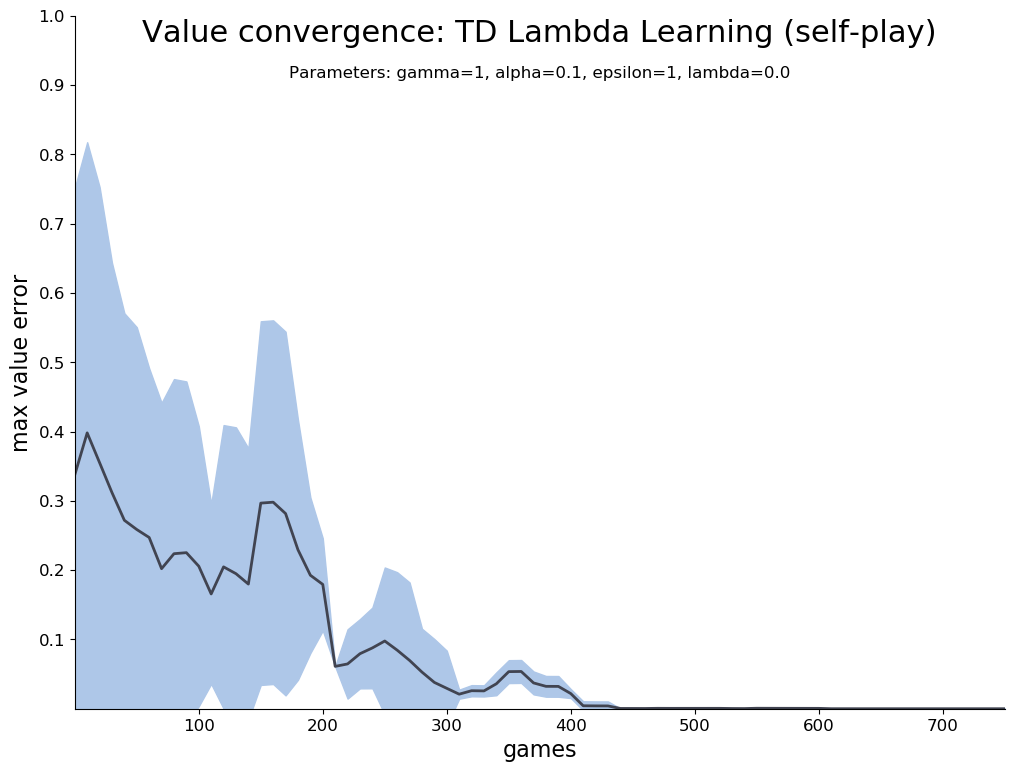 Value convergence: TD Lambda Learning (self-play)
Parameters: gamma=1, alpha=0.1, epsilon=1, lambda=0.0
max value error
1.0
0.9
0.8
0.7
0.6
0.5
0.4
0.3
0.2
0.1
100 200 300 400 500 600 700
games